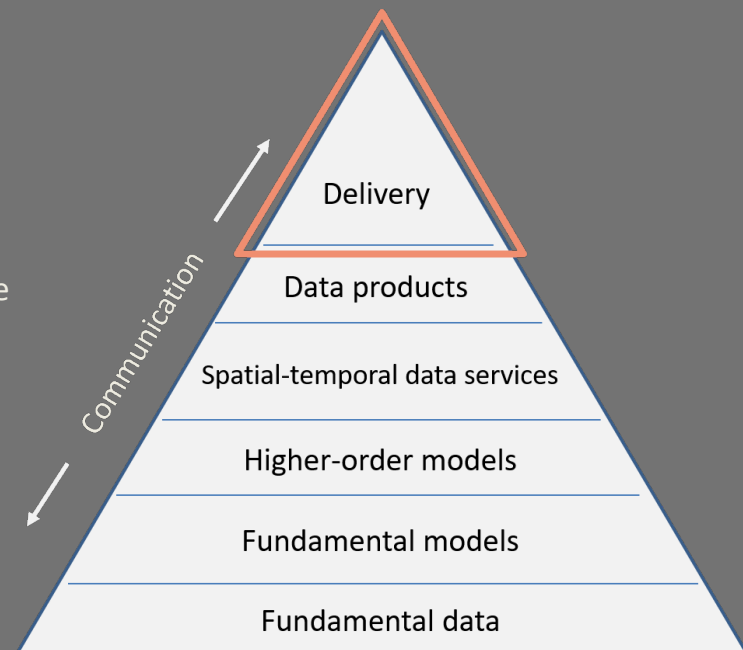 Delivery
Data products
Communication
Spatial-temporal data services
Higher-order models
Fundamental models
Fundamental data